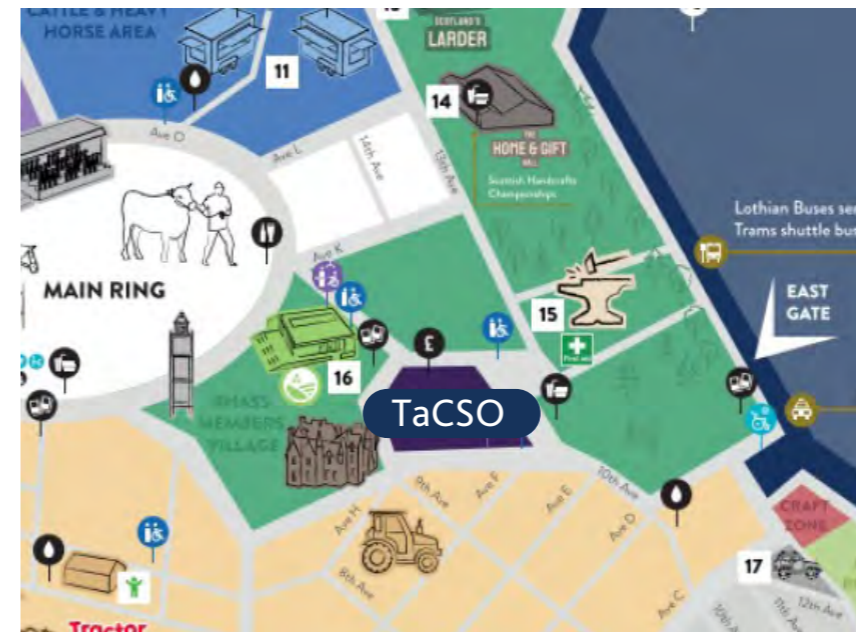 CATTLE & HEAVY
HORSE AREA
11
SCOTLAND'S
LARDER
14
THE
HOME & GIFT
HALL
Scottish Handcrafts
Championships
Ave O
Ave L
14th Ave
13th Ave
Ave K
MAIN RING
Lothian Buses
Trams shuttle
EAST
GATE
15
First aid
£
16
TaCSO
RHASS
MEMBERS
VILLAGE
9th Ave
Ave F
Ave E
10th Ave
Ave D
Ave H
8th Ave
Ave C
CRAFT
ZONE
17
11th Ave
12th Ave
Tractor